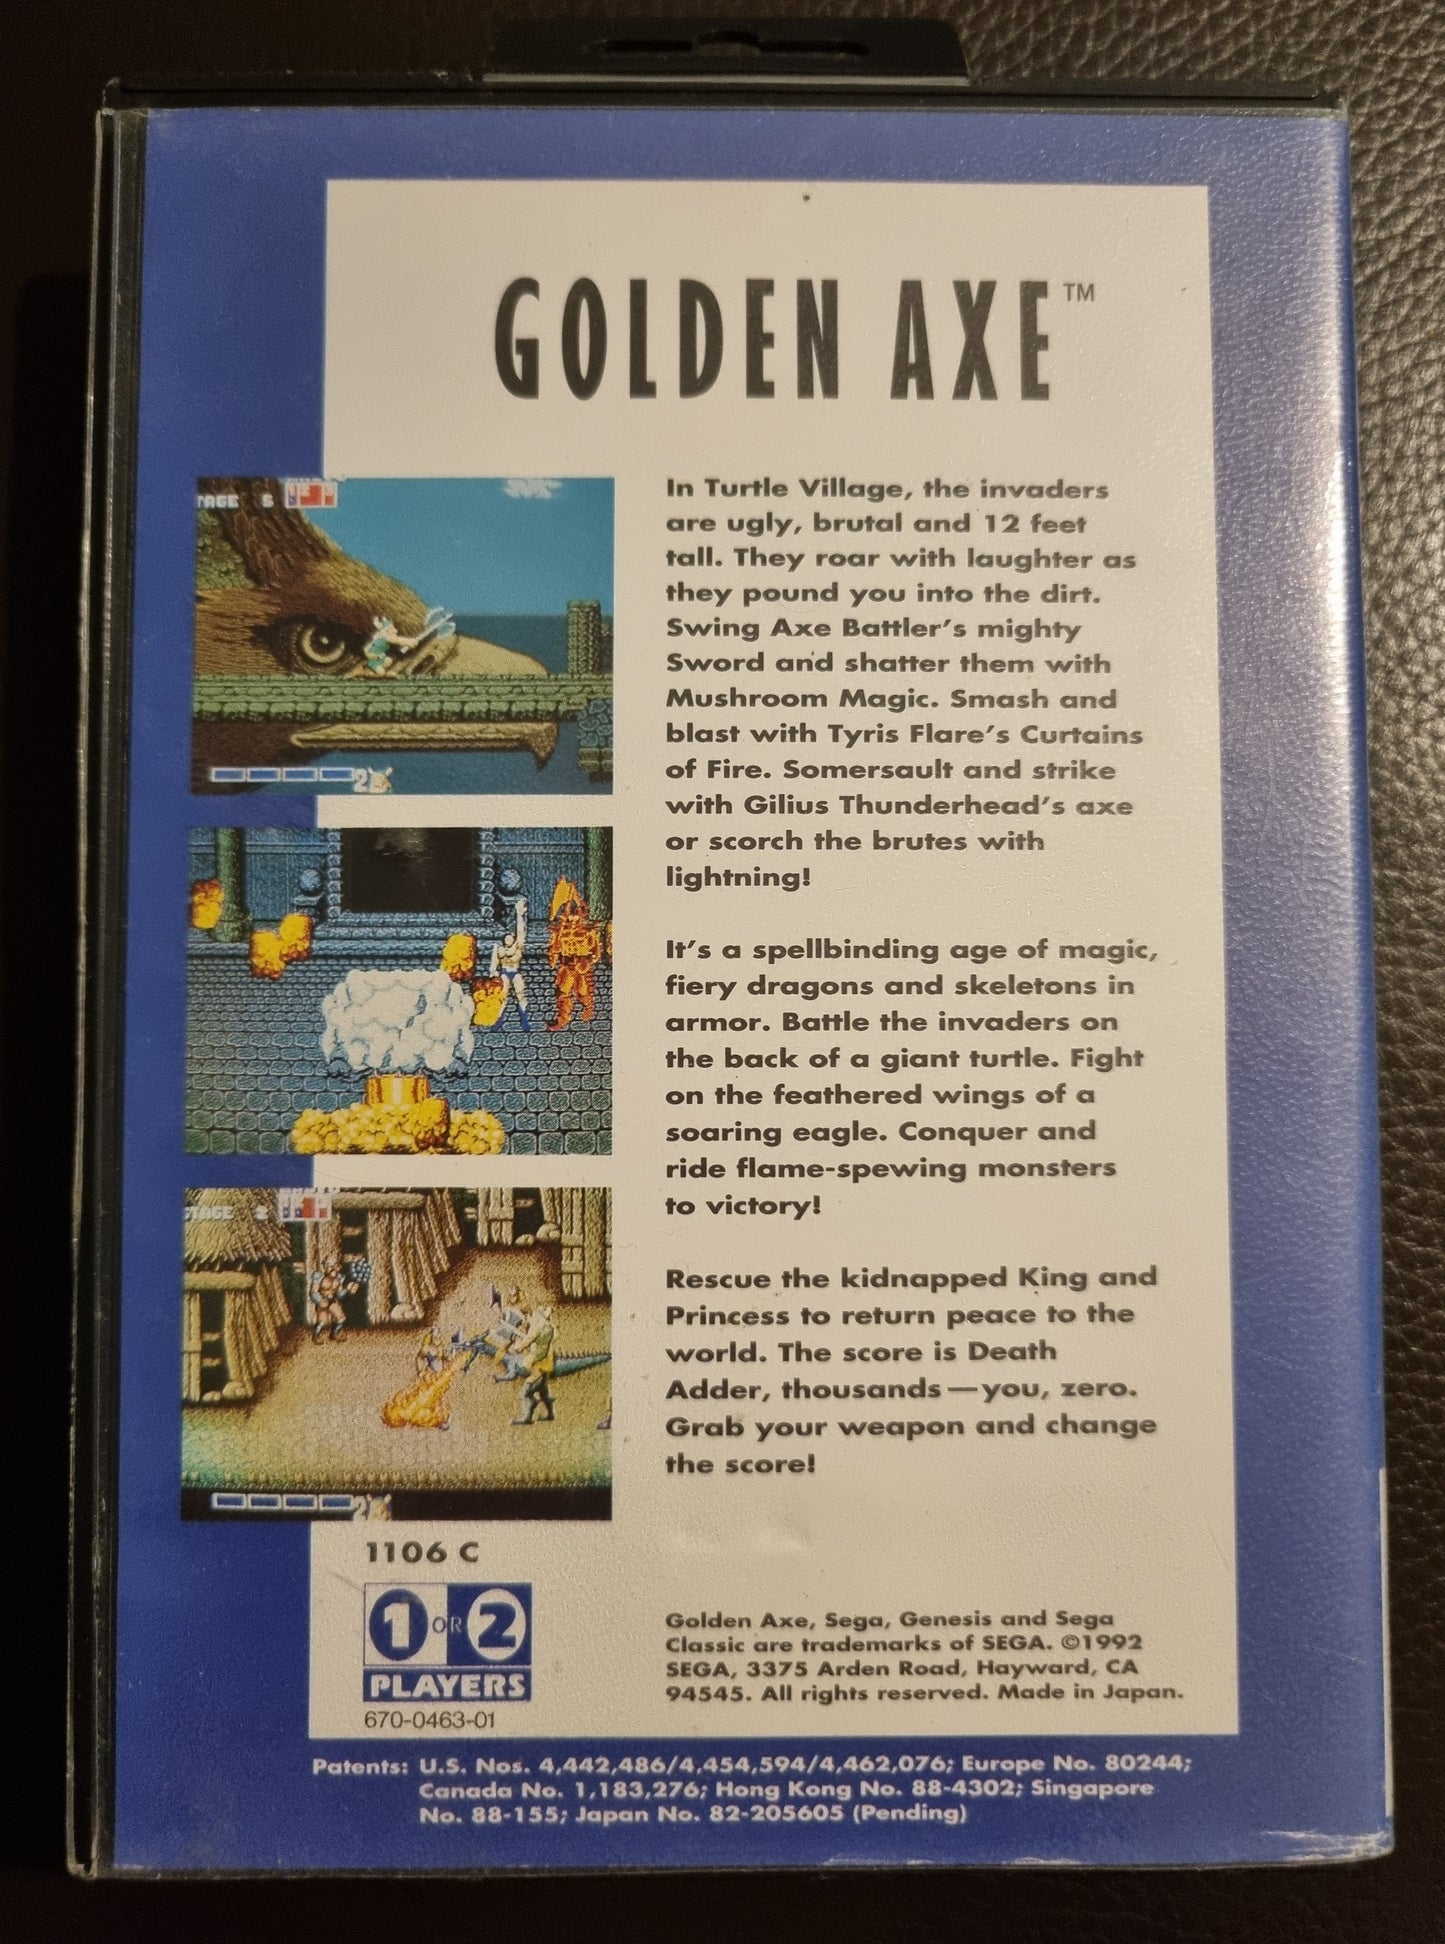 GOLDEN AXE™
STAGE 5
2
In Turtle Village, the invaders
are ugly, brutal and 12 feet
tall. They roar with laughter as
they pound you into the dirt.
Swing Axe Battler's mighty
Sword and shatter them with
Mushroom Magic. Smash and
blast with Tyris Flare's Curtains
of Fire. Somersault and strike
with Gilius Thunderhead's axe
or scorch the brutes with
lightning!
It's a spellbinding age of magic,
fiery dragons and skeletons in
armor. Battle the invaders on
the back of a giant turtle. Fight
on the feathered wings of a
soaring eagle. Conquer and
ride flame-spewing monsters
to victory!
STAGE 2
2
Rescue the kidnapped King and
Princess to return peace to the
world. The score is Death
Adder, thousands—you, zero.
Grab your weapon and change
the score!
1106 C
1 OR 2
PLAYERS
670-0463-01
Golden Axe, Sega, Genesis and Sega
Classic are trademarks of SEGA. ©1992
SEGA, 3375 Arden Road, Hayward, CA
94545. All rights reserved. Made in Japan.
Patents: U.S. Nos. 4,442,486/4,454,594/4,462,076; Europe No. 80244;
Canada No. 1,183,276; Hong Kong No. 88-4302; Singapore
No. 88-155; Japan No. 82-205605 (Pending)